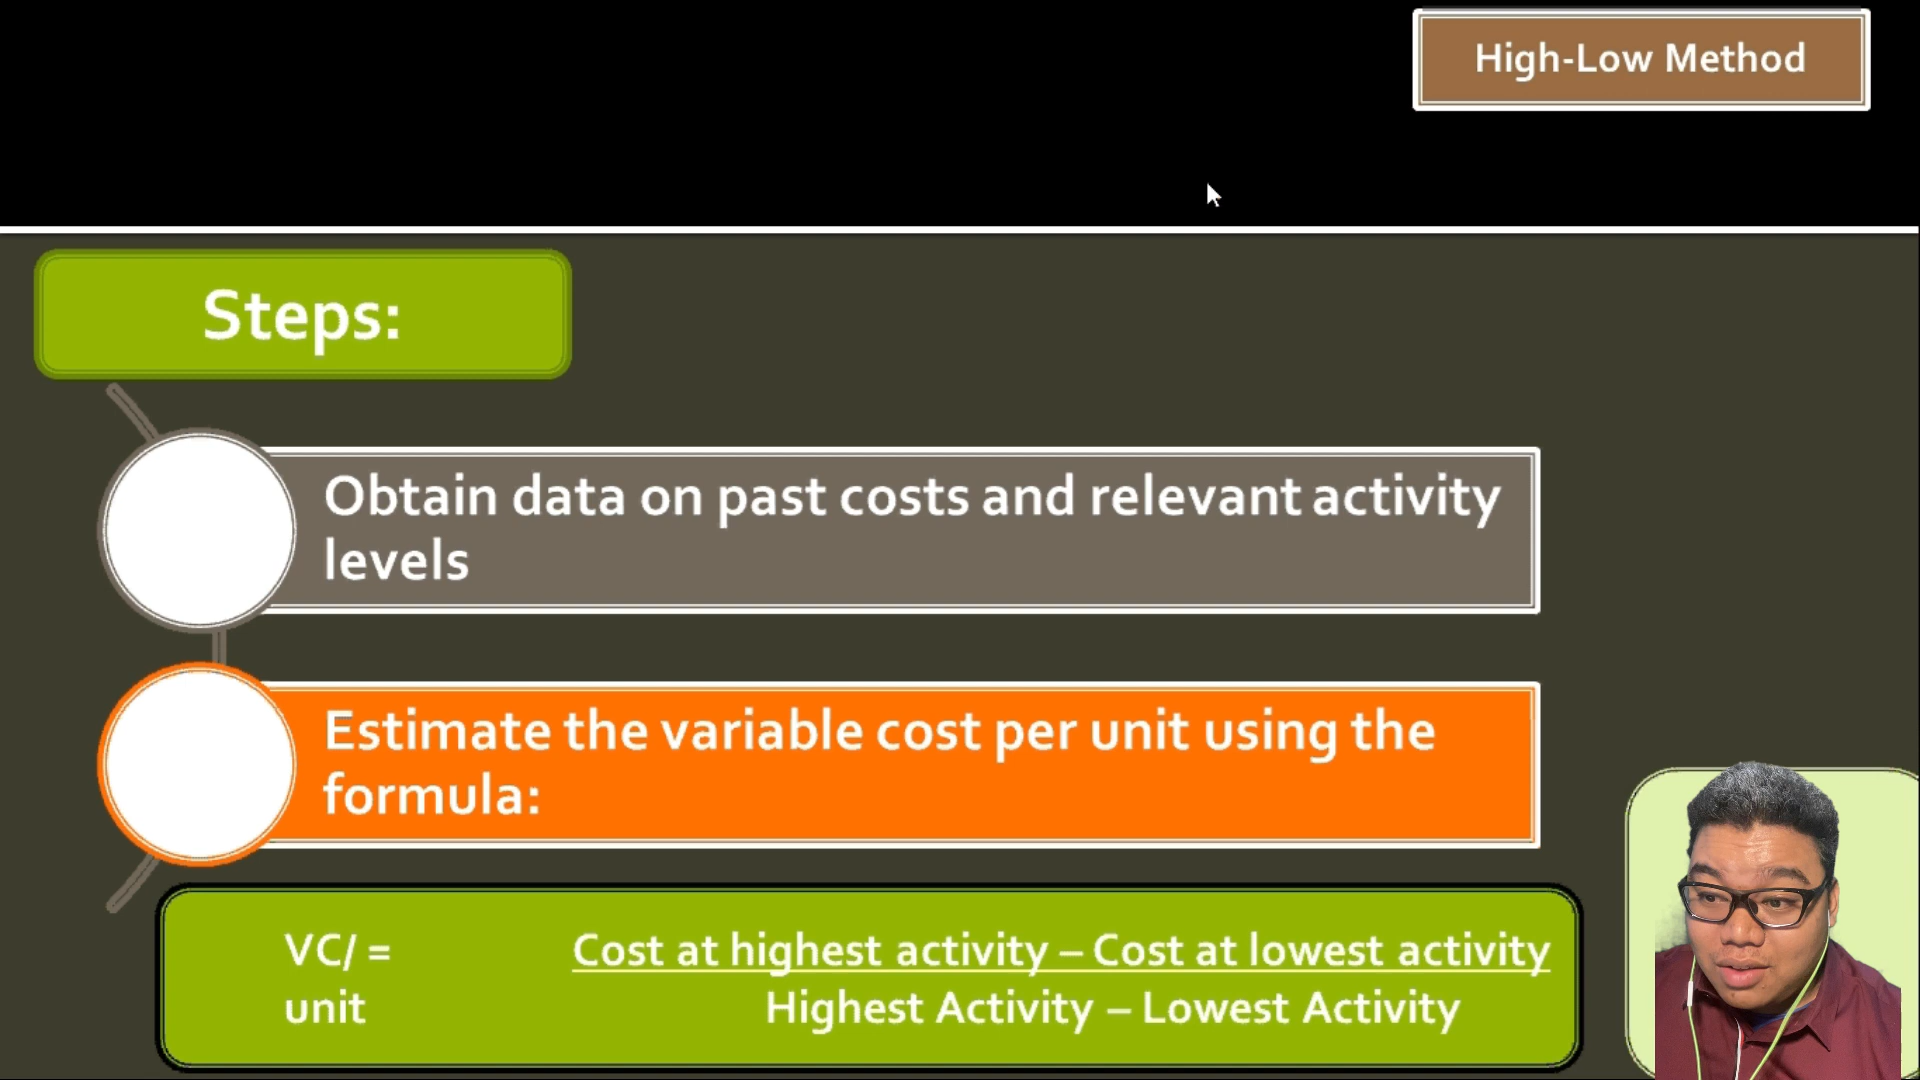 High-Low Method
Steps:
Obtain data on past costs and relevant activity
levels
Estimate the variable cost per unit using the
formula:
VC/ =
unit
Cost at highest activity – Cost at lowest activity
Highest Activity – Lowest Activity